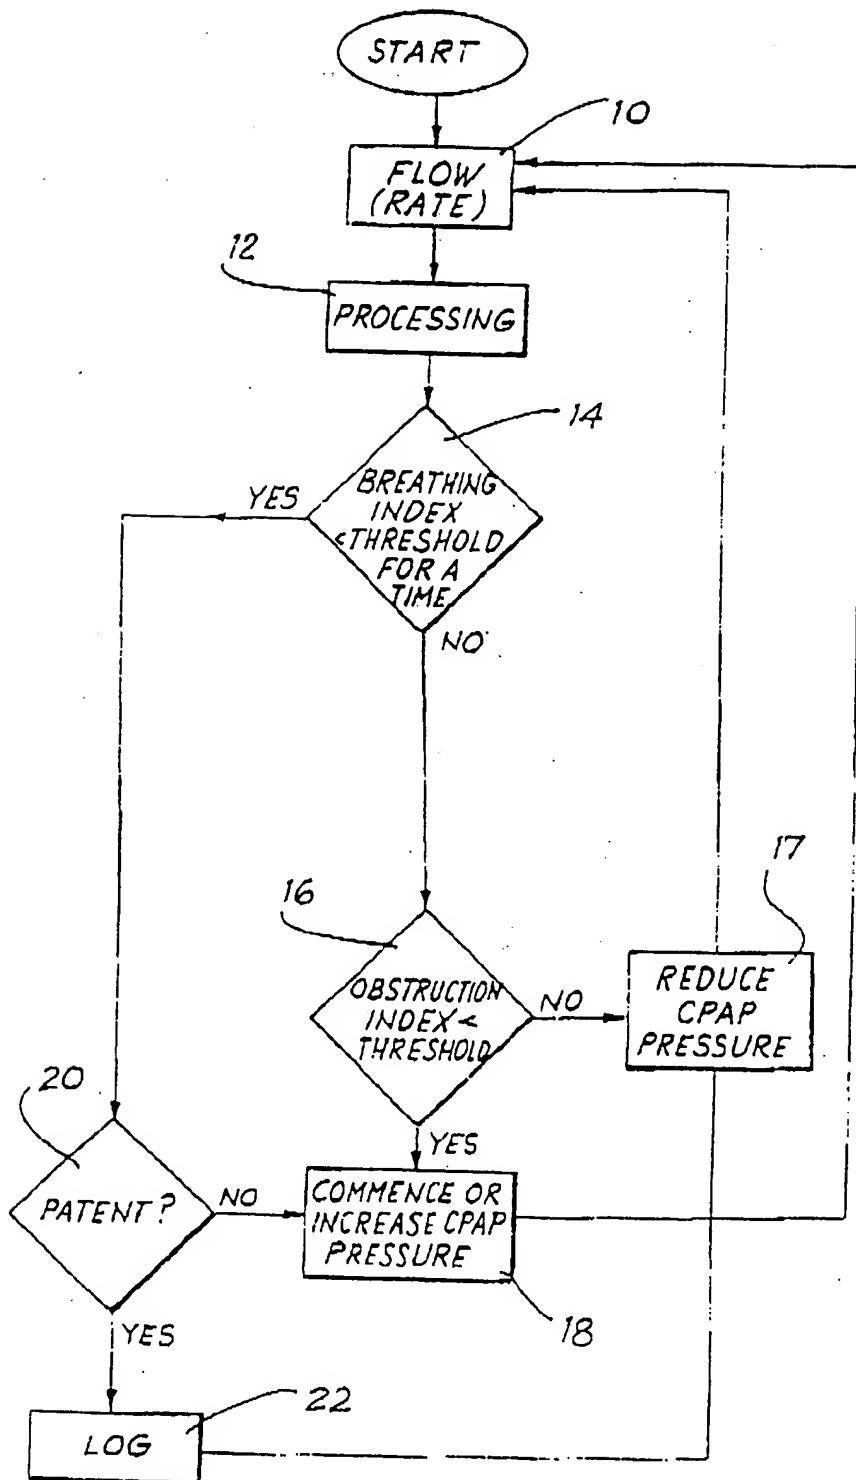 START
10
FLOW
(RATE)
12
PROCESSING
14
BREATHING
INDEX
<THRESHOLD
FOR A
TIME
YES
NO
16
OBSTRUCTION
INDEX <
THRESHOLD
NO
17
REDUCE
CPAP
PRESSURE
20
PATENT?
NO
YES
COMMENCE OR
INCREASE CPAP
PRESSURE
18
YES
22
LOG